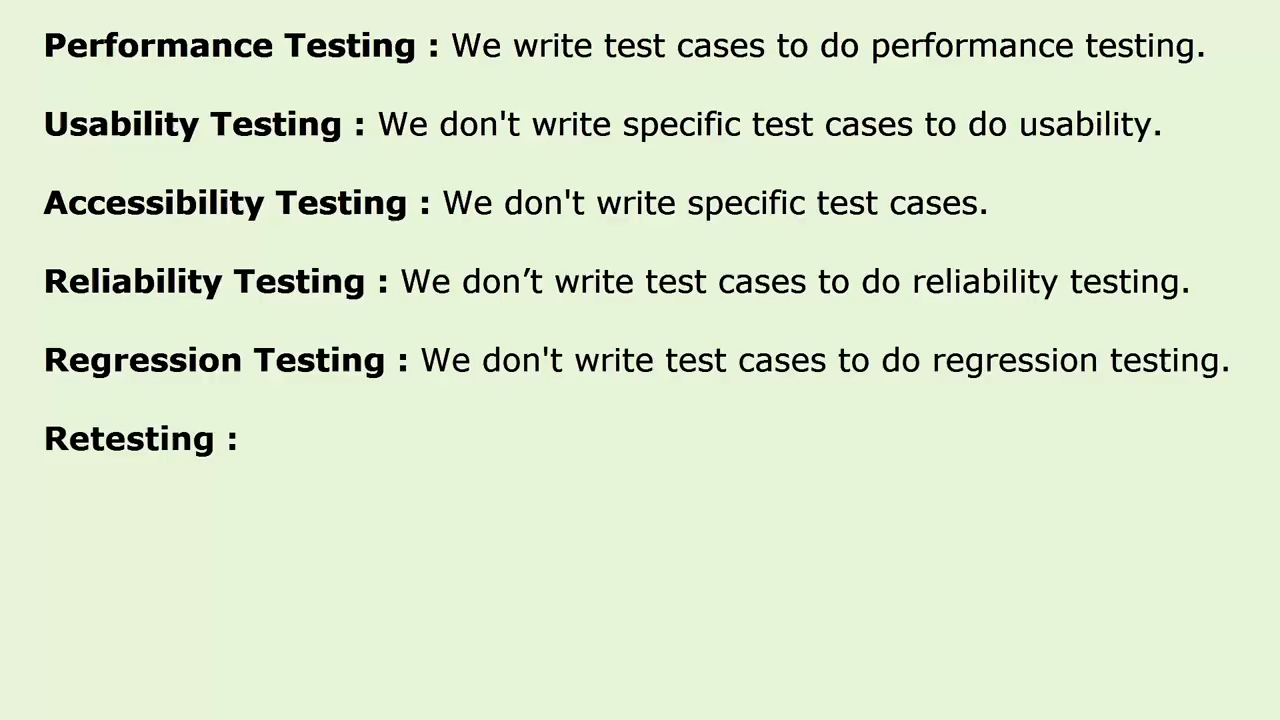 Performance Testing : We write test cases to do performance testing.
Usability Testing : We don't write specific test cases to do usability.
Accessibility Testing : We don't write specific test cases.
Reliability Testing : We don’t write test cases to do reliability testing.
Regression Testing : We don't write test cases to do regression testing.
Retesting :